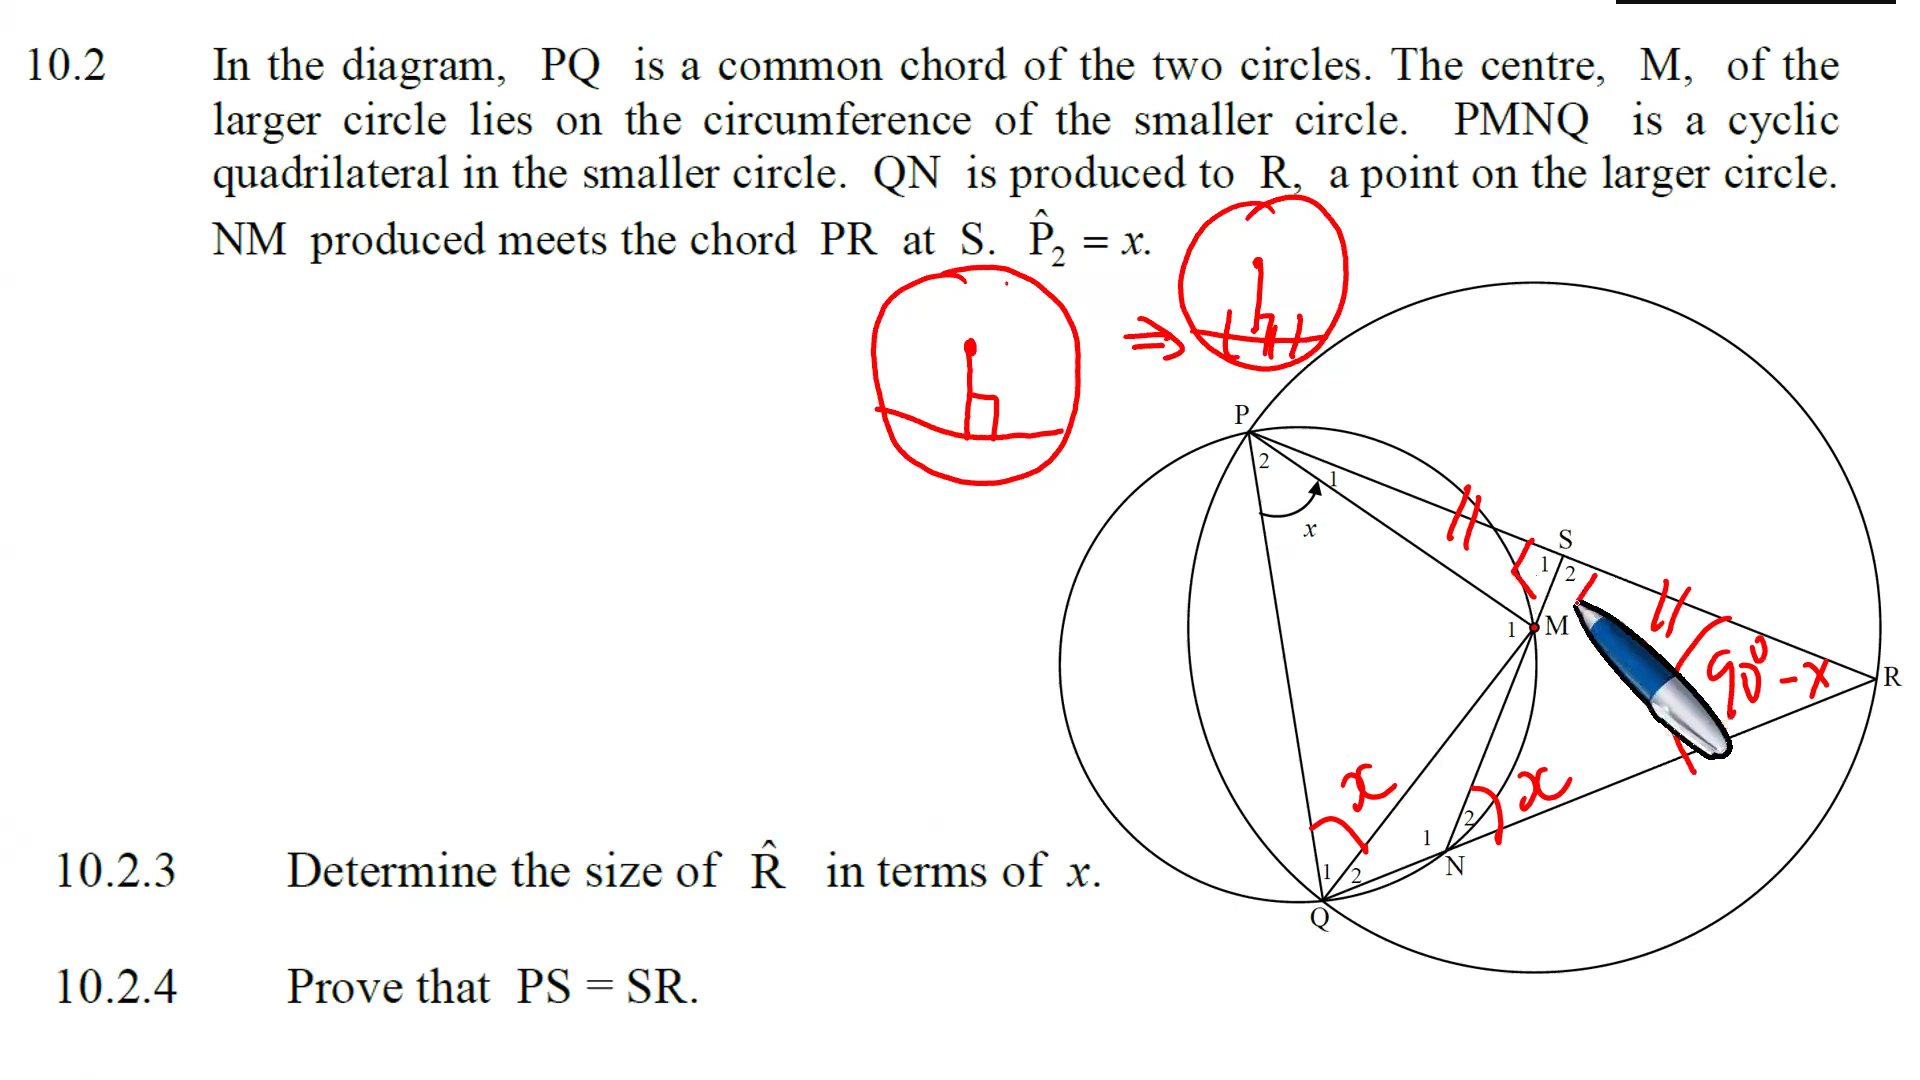 10.2 In the diagram, PQ is a common chord of the two circles. The centre, M, of the
larger circle lies on the circumference of the smaller circle. PMNQ is a cyclic
quadrilateral in the smaller circle. QN is produced to R, a point on the larger circle.
NM produced meets the chord PR at S. P̂₂ = x.
⇒
P
2
1
x
S
1 2
1 M
90° - x
R
x
x
2
1
N
1 2
Q
10.2.3 Determine the size of R̂ in terms of x.
10.2.4 Prove that PS = SR.